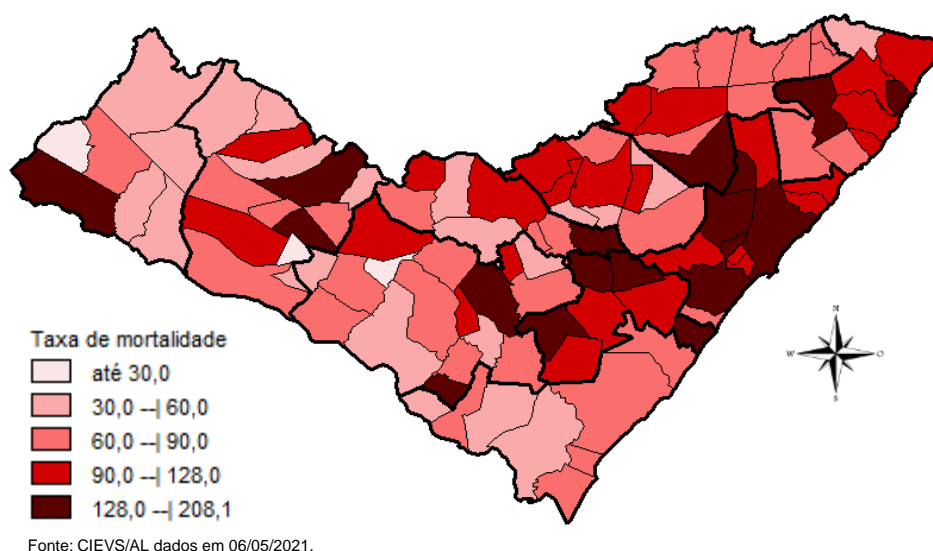 Taxa de mortalidade
até 30,0
30,0 --| 60,0
60,0 --| 90,0
90,0 --| 128,0
128,0 --| 208,1
N
W
O
S
Fonte: CIEVS/AL dados em 06/05/2021.